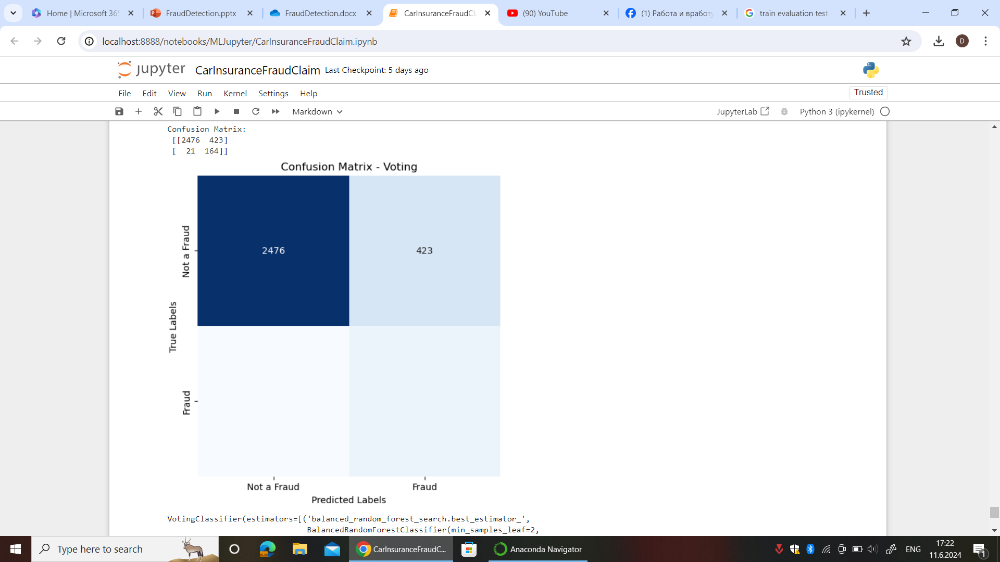 Home | Microsoft 365
FraudDetection.pptx
FraudDetection.docx
CarInsuranceFraudCl
(90) YouTube
(1) Работа и вработу
train evaluation test
localhost:8888/notebooks/MLJupyter/CarInsuranceFraudClaim.ipynb
D
jupyter CarInsuranceFraudClaim Last Checkpoint: 5 days ago
File Edit View Run Kernel Settings Help
Trusted
Markdown
JupyterLab
Python 3 (ipykernel)
Confusion Matrix:
[[2476 423]
[ 21 164]]
Confusion Matrix - Voting
2476
423
Not a Fraud
True Labels
Fraud
Not a Fraud
Fraud
Predicted Labels
VotingClassifier(estimators=[('balanced_random_forest_search.best_estimator_',
BalancedRandomForestClassifier(min_samples_leaf=2,
Type here to search
CarInsuranceFraudC...
Anaconda Navigator
ENG
17:22
11.6.2024
1